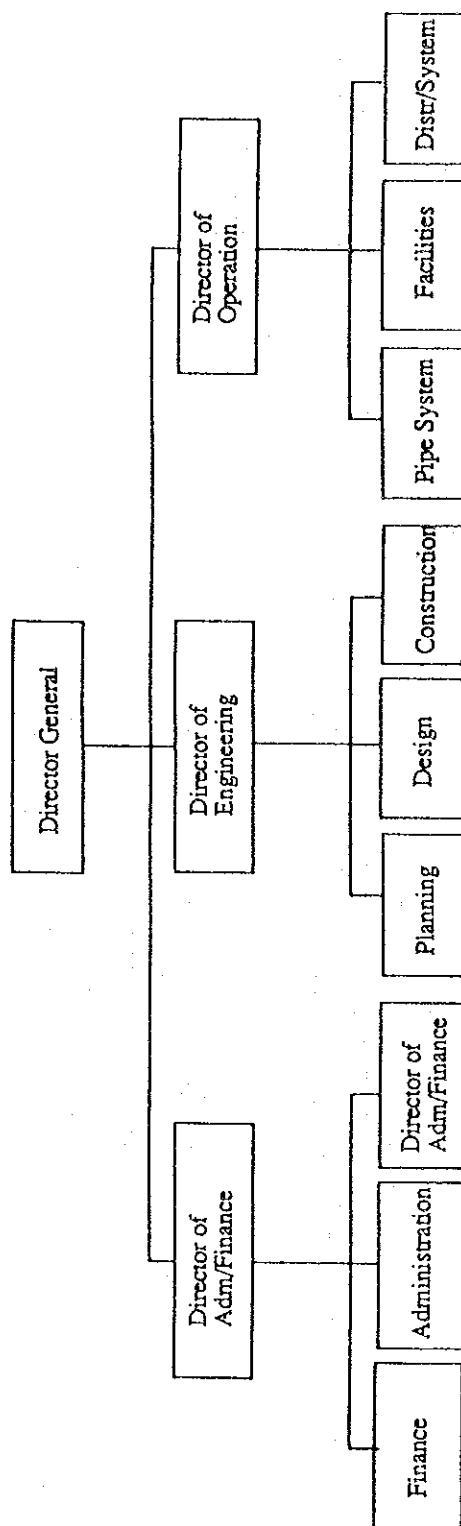 Director General
Director of
Adm/Finance
Director of
Engineering
Director of
Operation
Finance
Administration
Director of
Adm/Finance
Planning
Design
Construction
Pipe System
Facilities
Distr/System